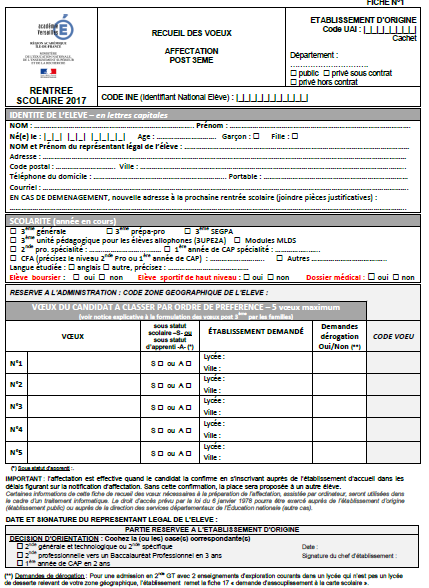 FICHE N°1
académie
Versailles
RÉGION ACADÉMIQUE
ÎLE-DE-FRANCE
MINISTÈRE
DE L'ÉDUCATION NATIONALE,
DE L'ENSEIGNEMENT SUPÉRIEUR
ET DE LA RECHERCHE
RENTREE
SCOLAIRE 2017
RECUEIL DES VOEUX
AFFECTATION
POST 3EME
ETABLISSEMENT D'ORIGINE
Code UAI : |_|_|_|_|_|_|_|_|
Cachet
Département :
……………………
☐ public ☐ privé sous contrat
☐ privé hors contrat
CODE INE (Identifiant National Elève) : |_|_|_|_|_|_|_|_|_|_|_|
IDENTITE DE L'ELEVE – en lettres capitales
NOM : …………………… Prénom : ……………………
Né(e) le : |_|_| |_|_| |_|_|_|_| Age : …………………… Garçon : ☐ Fille : ☐
NOM et Prénom du représentant légal de l'élève : ……………………
Adresse : ……………………
Code postal : …………………… Ville : ……………………
Téléphone du domicile : …………………… Portable : ……………………
Courriel : ……………………
EN CAS DE DEMENAGEMENT, nouvelle adresse à la prochaine rentrée scolaire (joindre pièces justificatives) :
……………………
SCOLARITE (année en cours)
☐ 3ème générale ☐ 3ème prépa-pro ☐ 3ème SEGPA
☐ 3ème unité pédagogique pour les élèves allophones (3UPE2A) ☐ Modules MLDS
☐ 2nde pro. spécialité : …………………… ☐ 1ère année de CAP spécialité : ……………………
☐ CFA (précisez le niveau 2nde Pro ou 1ère année de CAP) : …………………… ☐ Autres ……………………
Langue étudiée : ☐ anglais ☐ autre, précisez : ……………………
Elève boursier : ☐ oui ☐ non Elève sportif de haut niveau : ☐ oui ☐ non Dossier médical : ☐ oui ☐ non
RESERVE A L'ADMINISTRATION : CODE ZONE GEOGRAPHIQUE DE L'ELEVE :
VŒUX DU CANDIDAT A CLASSER PAR ORDRE DE PREFERENCE – 5 vœux maximum
(voir notice explicative à la formulation des vœux post 3ème par les familles)
VŒUX
sous statut
scolaire –S- ou
sous statut
d'apprenti -A- (*)
ÉTABLISSEMENT DEMANDÉ
Demandes
dérogation
Oui/Non (**)
CODE VOEU
N°1 S ☐ ou A ☐ Lycée :
Ville :
N°2 S ☐ ou A ☐ Lycée :
Ville :
N°3 S ☐ ou A ☐ Lycée :
Ville :
N°4 S ☐ ou A ☐ Lycée :
Ville :
N°5 S ☐ ou A ☐ Lycée :
Ville :
(*) Sous statut d'apprenti :
IMPORTANT : l'affectation est effective quand le candidat la confirme en s'inscrivant auprès de l'établissement d'accueil dans les
délais figurant sur la notification d'affectation. Sans cette confirmation, la place sera proposée à un autre élève.
Certaines informations de cette fiche de recueil des vœux nécessaires à la préparation de l'affectation, assistée par ordinateur, seront utilisées dans
le cadre d'un traitement informatique. Le droit d'accès prévu par la loi du 6 janvier 1978 pourra être exercé auprès de l'établissement d'origine
(établissement public) ou auprès de la direction des services départementaux de l'Education nationale (autre cas).
DATE ET SIGNATURE DU REPRESENTANT LEGAL DE L'ELEVE :
PARTIE RESERVEE A L'ETABLISSEMENT D'ORIGINE
DECISION D'ORIENTATION : Cochez la (ou les) case(s) correspondante(s)
☐ 2nde générale et technologique ou 2nde spécifique Date :
☐ 2nde professionnelle vers un Baccalauréat Professionnel en 3 ans Signature du chef d'établissement :
☐ 1ère année de CAP en 2 ans
(**) Demandes de dérogation : Pour une admission en 2nde GT avec 2 enseignements d'exploration courants dans un lycée qui n'est pas un lycée
de desserte relevant de votre zone géographique, l'établissement remet la fiche 17 « demande d'assouplissement à la carte scolaire ».